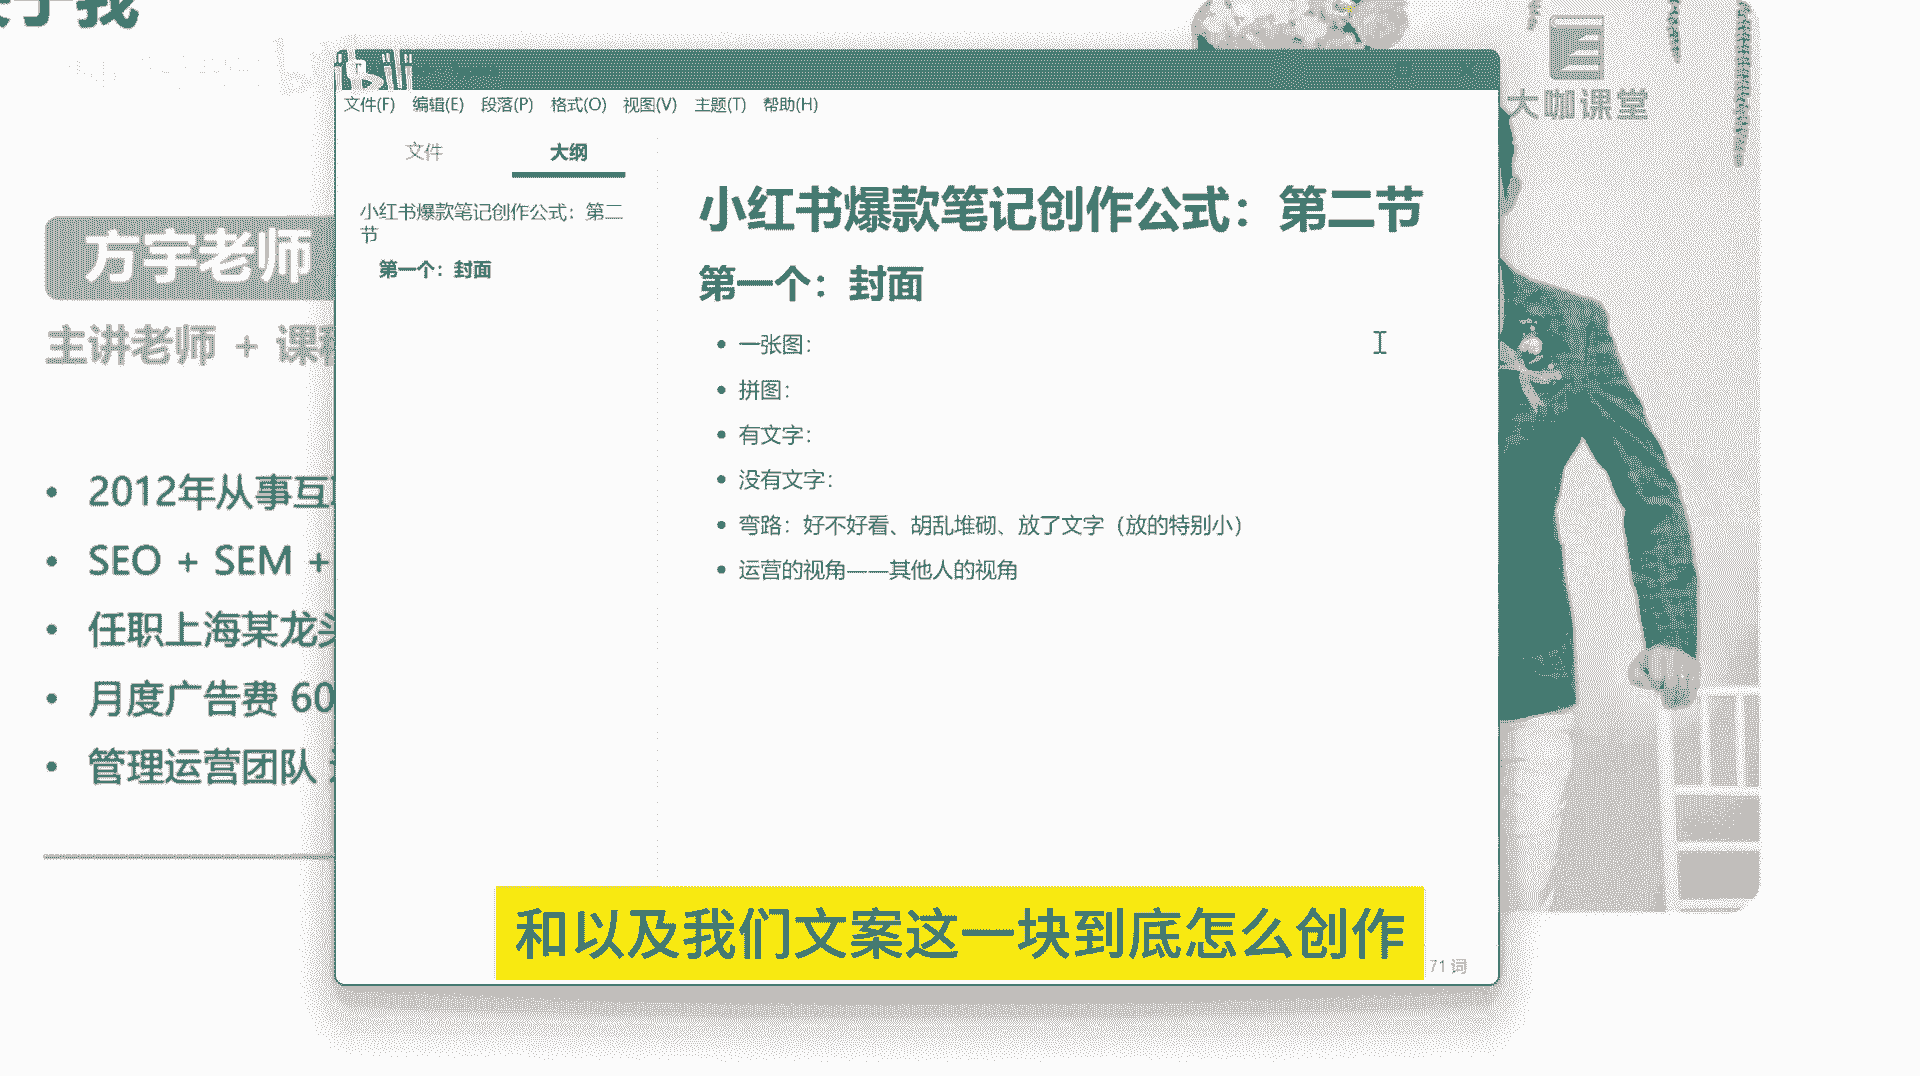 于我
bilibili
大咖课堂
方宇老师
主讲老师 + 课
2012年从事互
SEO + SEM +
任职上海某龙
月度广告费 60
管理运营团队
文件(F) 编辑(E) 段落(P) 格式(O) 视图(V) 主题(T) 帮助(H)
文件 大纲
小红书爆款笔记创作公式：第二
节
第一个：封面
小红书爆款笔记创作公式：第二节
第一个：封面
• 一张图：
• 拼图：
• 有文字：
• 没有文字：
• 弯路：好不好看、胡乱堆砌、放了文字（放的特别小）
• 运营的视角——其他人的视角
71 词
和以及我们文案这一块到底怎么创作